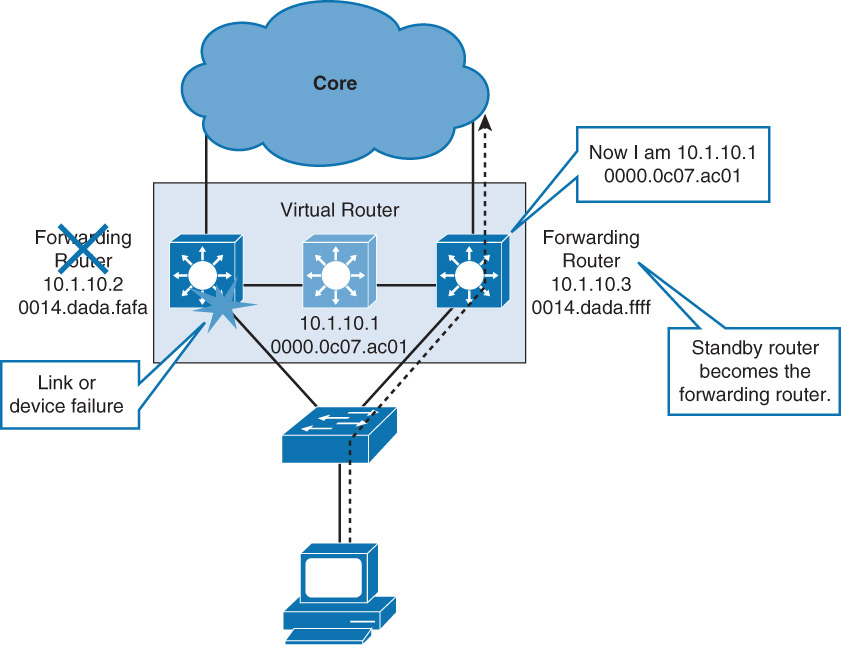 Core
Now I am 10.1.10.1
0000.0c07.ac01
Virtual Router
Forwarding
Router
10.1.10.2
0014.dada.fafa
Forwarding
Router
10.1.10.3
0014.dada.ffff
10.1.10.1
0000.0c07.ac01
Link or
device failure
Standby router
becomes the
forwarding router.